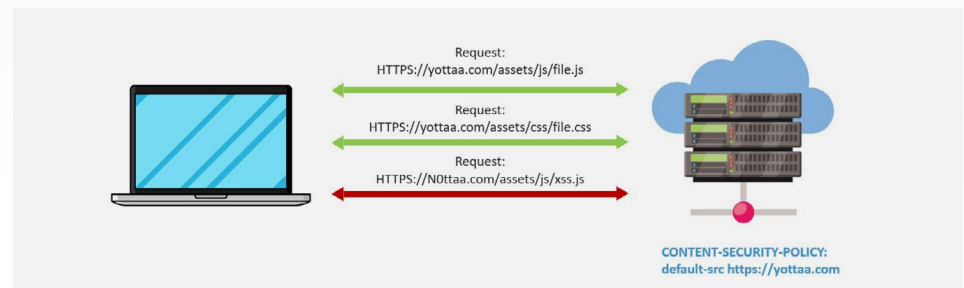 Request:
HTTPS://yottaa.com/assets/js/file.js
Request:
HTTPS://yottaa.com/assets/css/file.css
Request:
HTTPS://N0ttaa.com/assets/js/xss.js
CONTENT-SECURITY-POLICY:
default-src https://yottaa.com